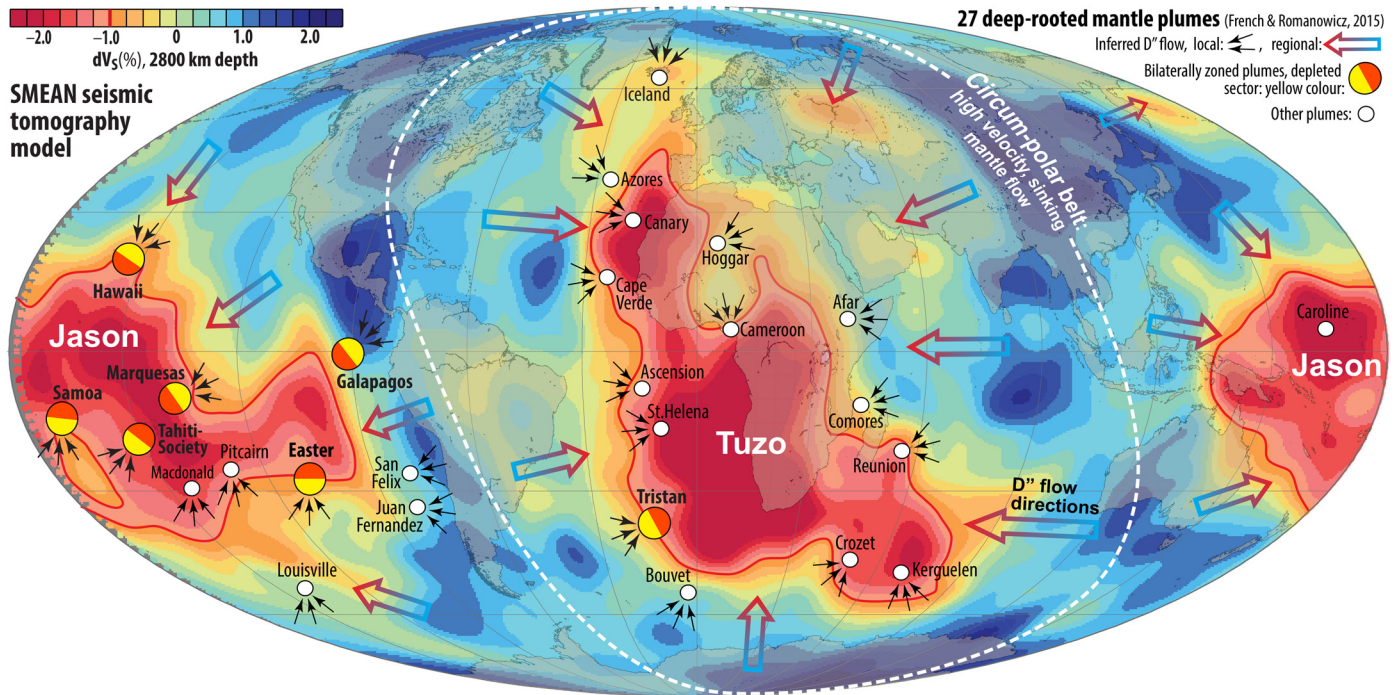 −2.0 −1.0 0 1.0 2.0
dVS(%), 2800 km depth
SMEAN seismic
tomography
model
27 deep-rooted mantle plumes (French & Romanowicz, 2015)
Inferred D” flow, local: , regional:
Bilaterally zoned plumes, depleted
sector: yellow colour:
Other plumes:
Circum-polar belt:
high velocity, sinking
mantle flow
Iceland
Azores
Canary
Hoggar
Cape
Verde
Cameroon
Afar
Hawaii
Jason
Marquesas
Samoa
Tahiti-
Society
Galapagos
Macdonald
Pitcairn
Easter
San
Felix
Juan
Fernandez
Louisville
Ascension
St.Helena
Tuzo
Comores
Reunion
Tristan
Bouvet
Crozet
Kerguelen
D” flow
directions
Caroline
Jason